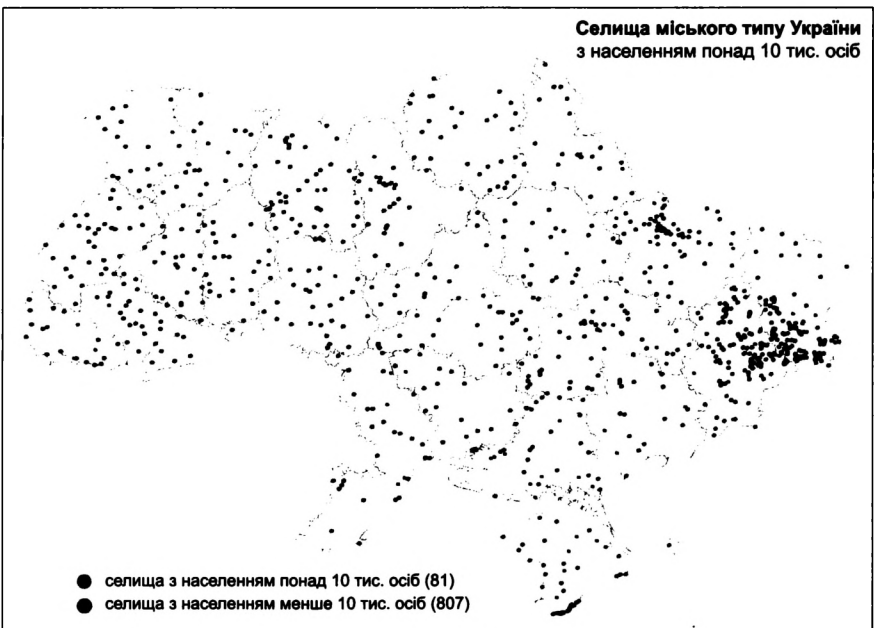 Селища міського типу України
з населенням понад 10 тис. осіб
селища з населенням понад 10 тис. осіб (81)
селища з населенням менше 10 тис. осіб (807)